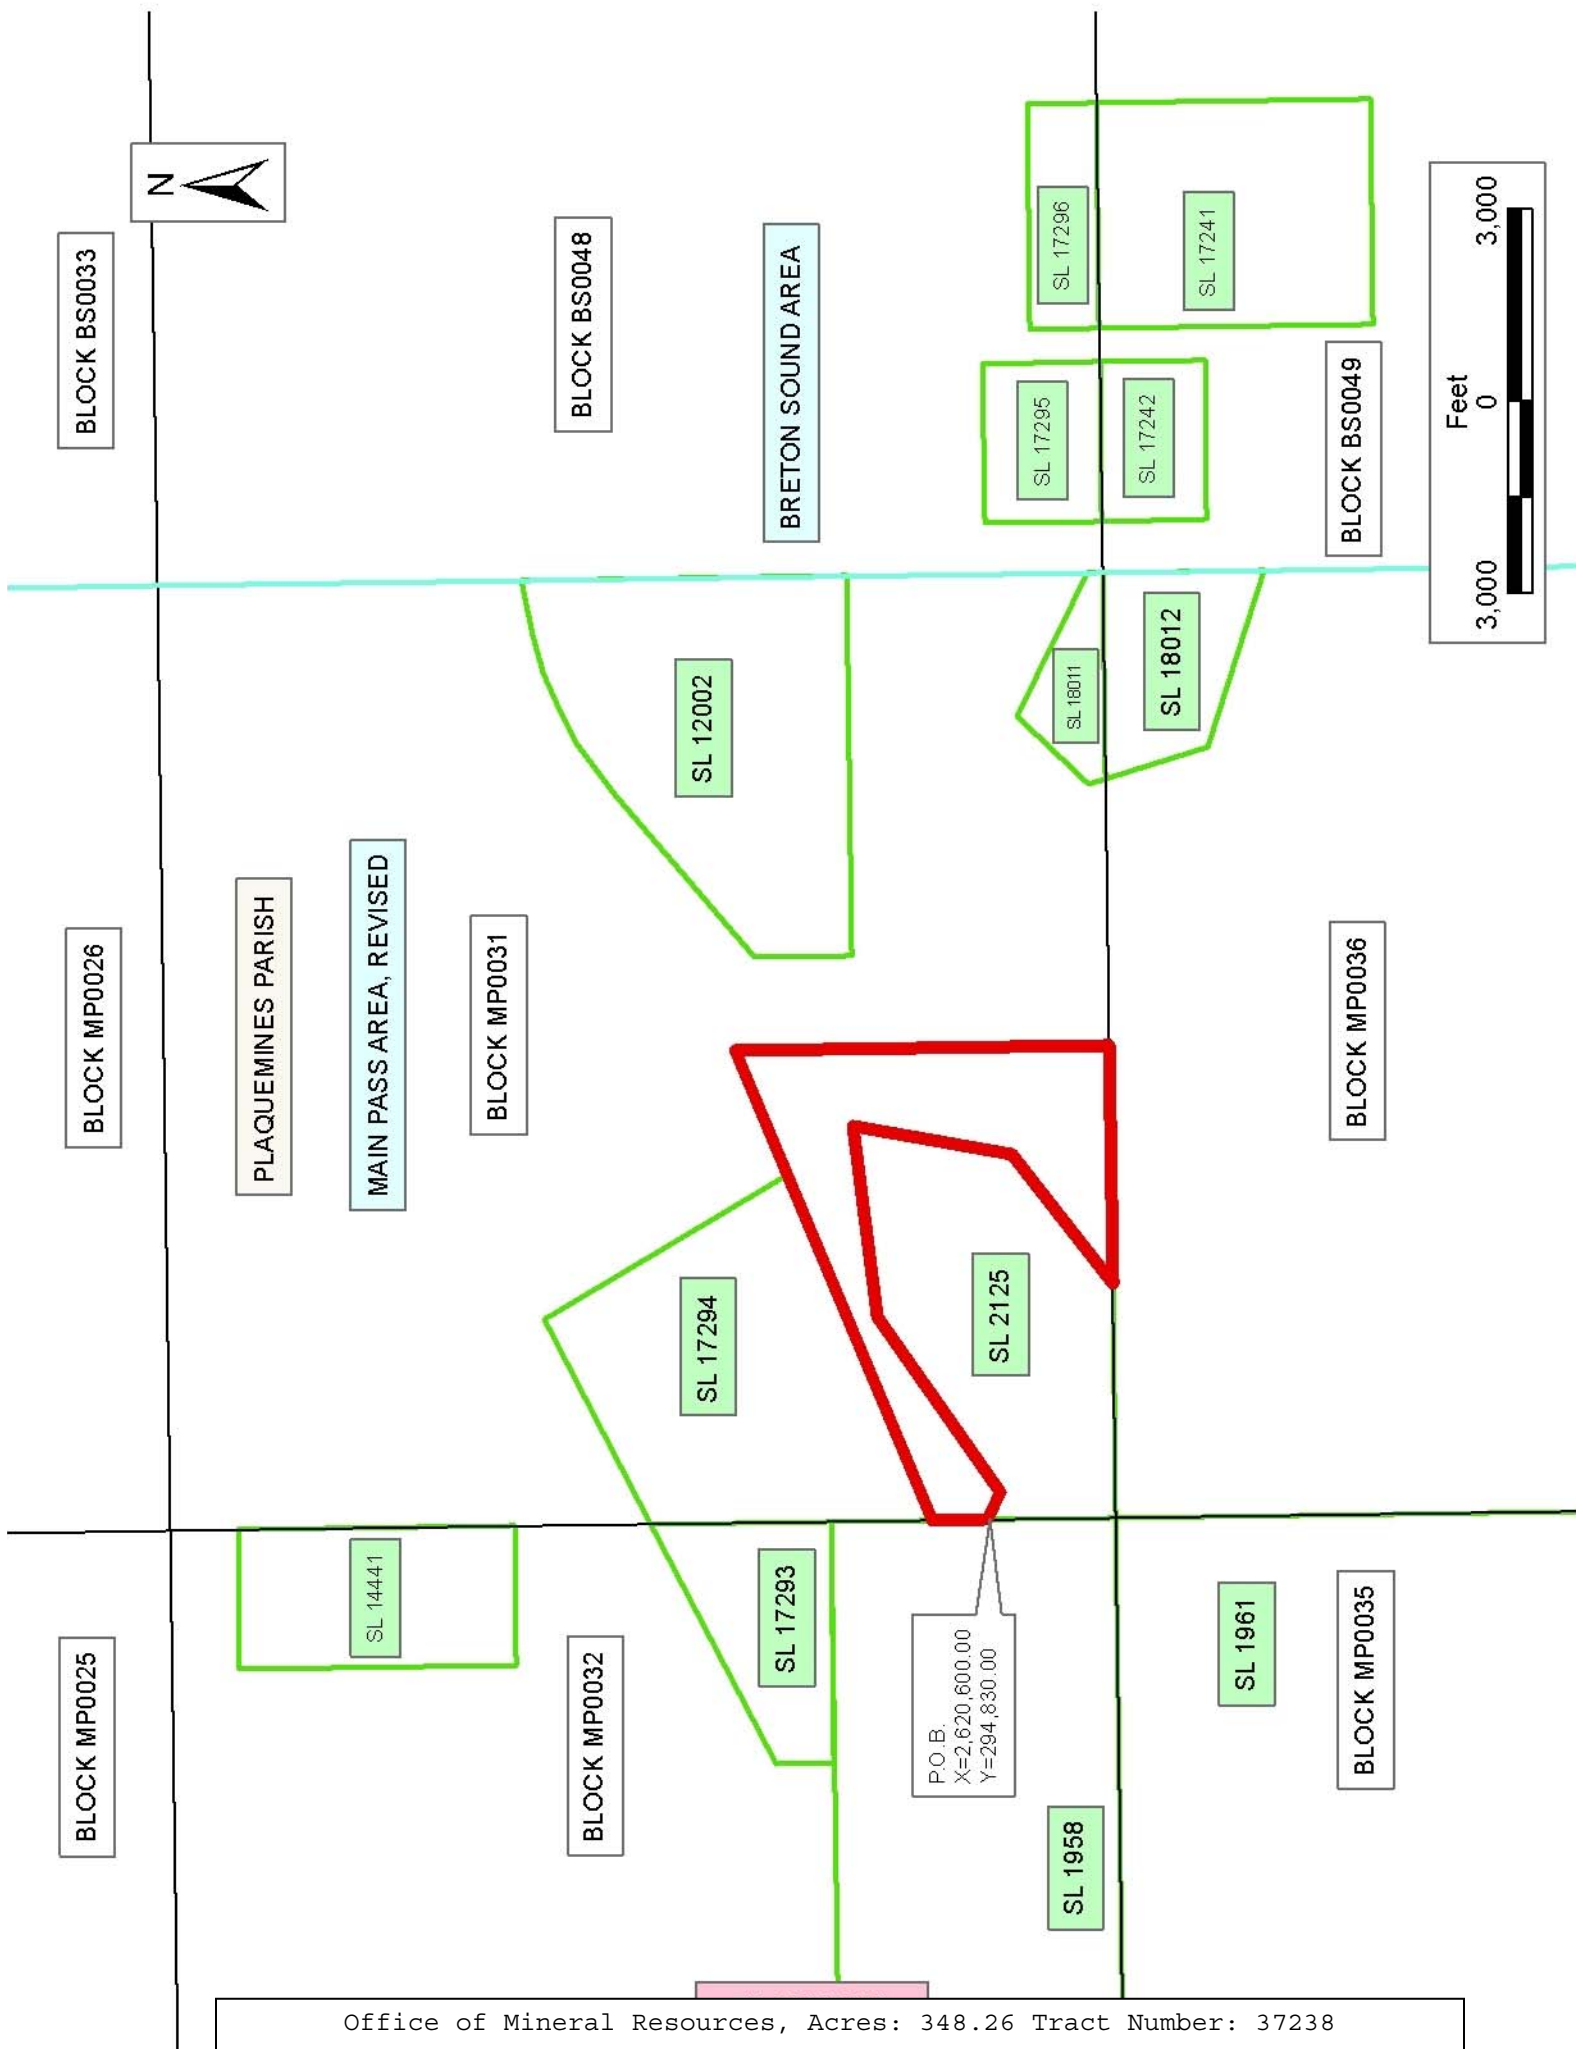 BLOCK MP0025
BLOCK MP0026
BLOCK BS0033
N
PLAQUEMINES PARISH
MAIN PASS AREA, REVISED
SL 14441
BLOCK MP0032
BLOCK MP0031
BLOCK BS0048
SL 17294
SL 12002
SL 17293
BRETON SOUND AREA
P.O.B.
X=2,620,600.00
Y=294,830.00
SL 2125
SL 17295
SL 17296
SL 1958
SL 18011
SL 17242
SL 18012
SL 17241
SL 1961
BLOCK MP0035
BLOCK MP0036
BLOCK BS0049
Feet
3,000 0 3,000
Office of Mineral Resources, Acres: 348.26 Tract Number: 37238